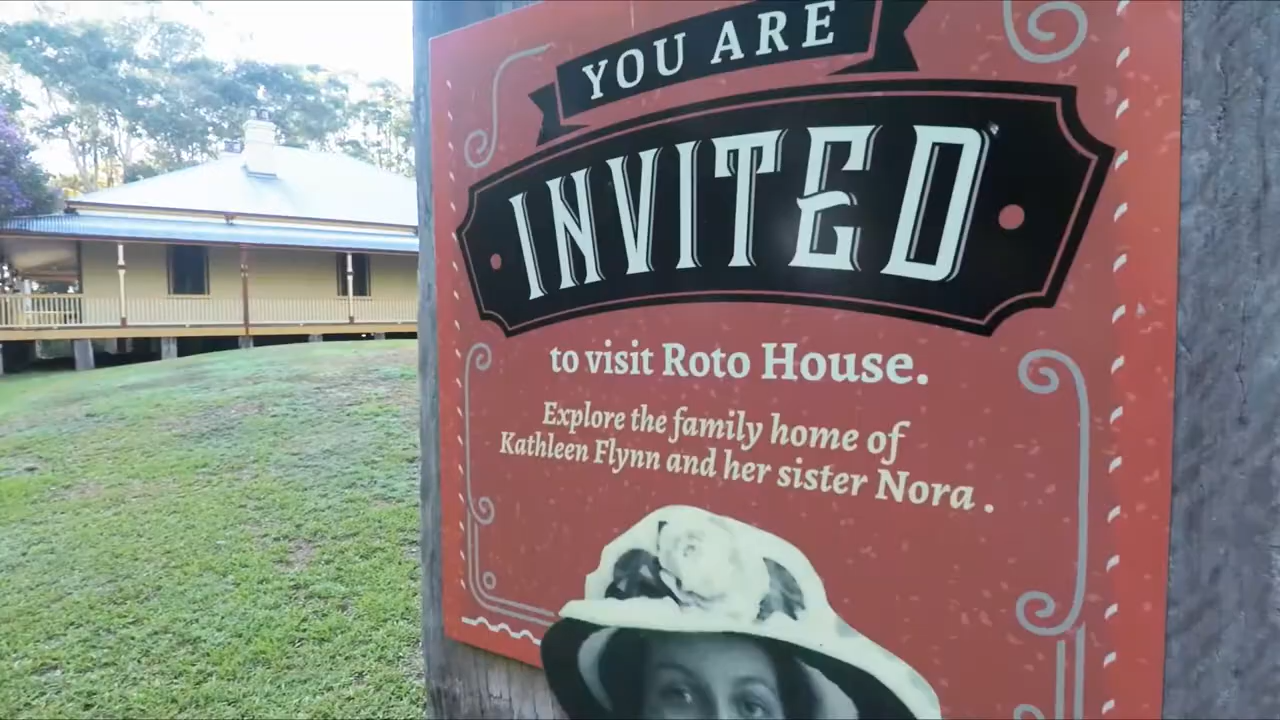 YOU ARE
INVITED
to visit Roto House.
Explore the family home of
Kathleen Flynn and her sister Nora.